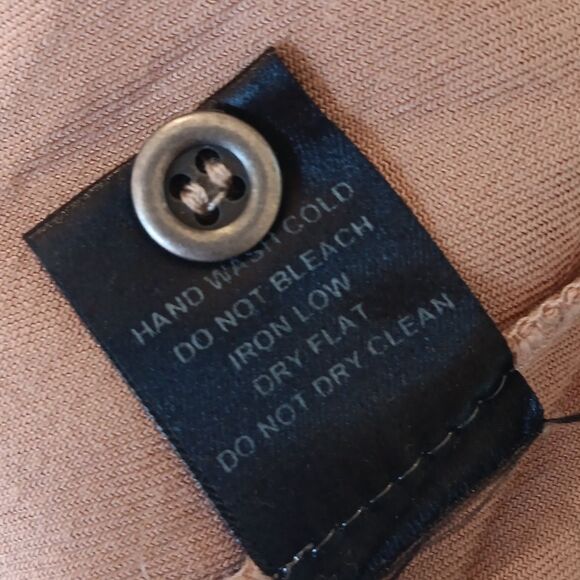 HAND WASH COLD
DO NOT BLEACH
IRON LOW
DRY FLAT
DO NOT DRY CLEAN